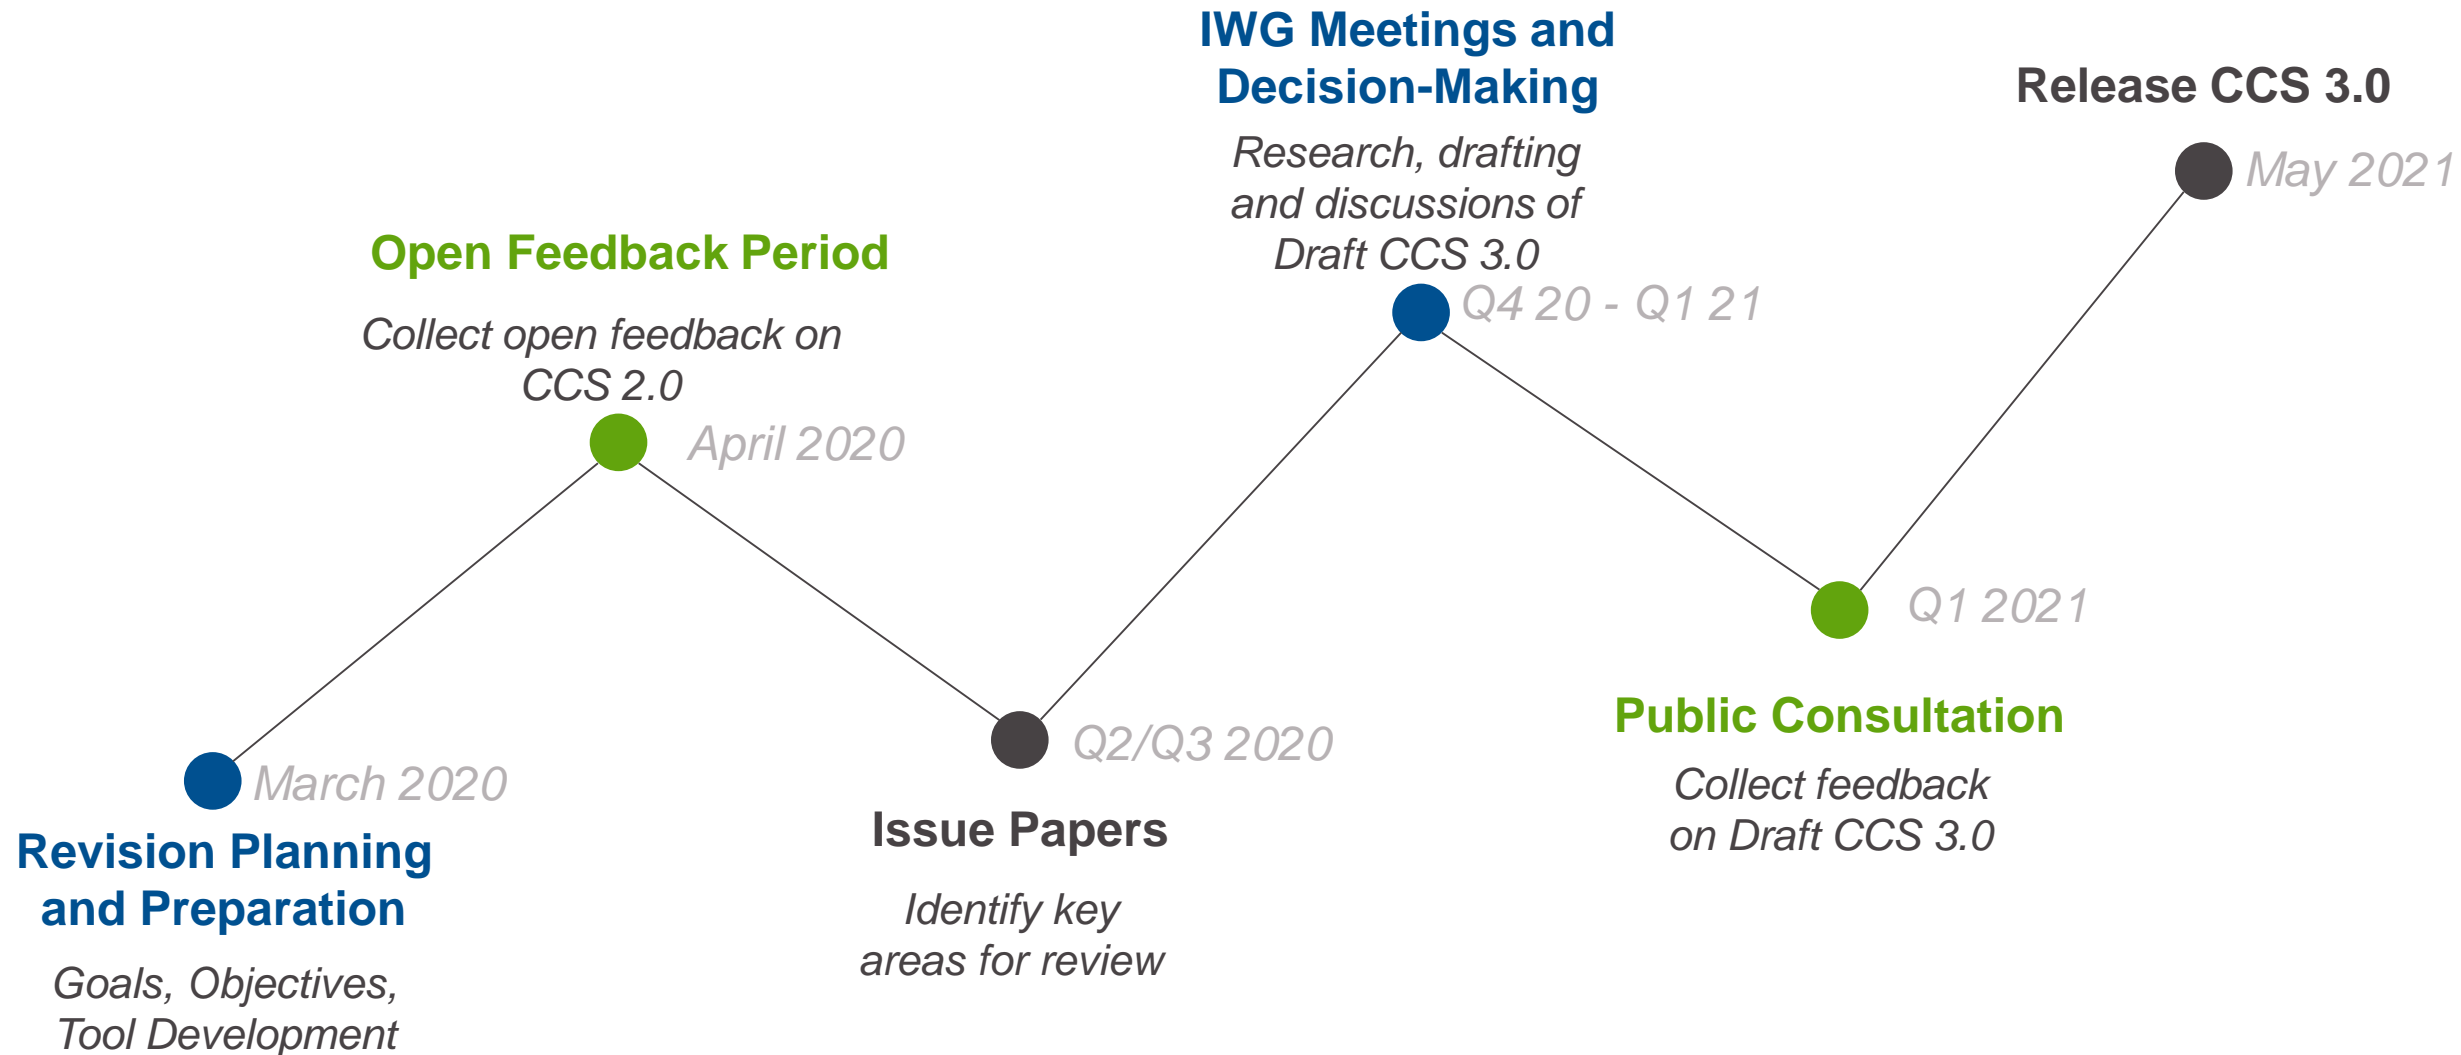 Revision Planning
and Preparation
Goals, Objectives,
Tool Development
March 2020
Open Feedback Period
Collect open feedback on
CCS 2.0
April 2020
Issue Papers
Identify key
areas for review
Q2/Q3 2020
IWG Meetings and
Decision-Making
Research, drafting
and discussions of
Draft CCS 3.0
Q4 20 - Q1 21
Public Consultation
Collect feedback
on Draft CCS 3.0
Q1 2021
Release CCS 3.0
May 2021